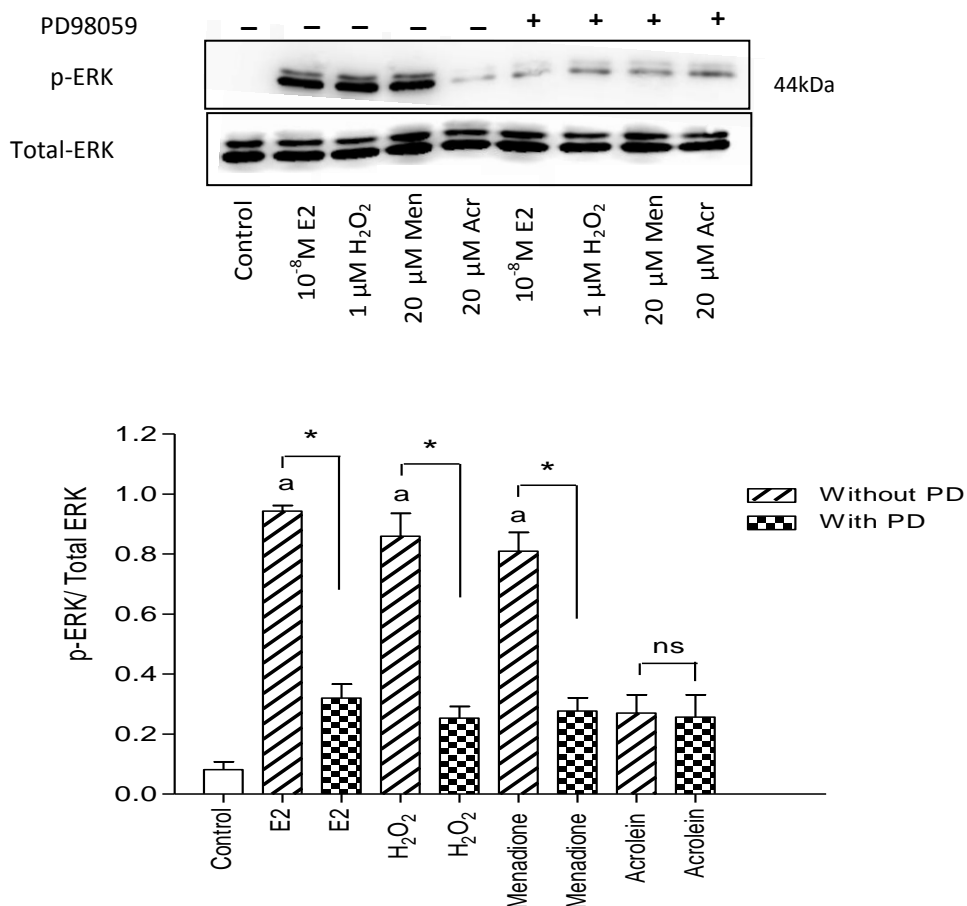 PD98059 – – – – – + + + +
p-ERK
44kDa
Total-ERK
Control
10⁻⁸M E2
1 µM H₂O₂
20 µM Men
20 µM Acr
10⁻⁸M E2
1 µM H₂O₂
20 µM Men
20 µM Acr
p-ERK/ Total ERK
1.2
1.0
0.8
0.6
0.4
0.2
0.0
* * * ns
a a a
Without PD
With PD
Control
E2
E2
H₂O₂
H₂O₂
Menadione
Menadione
Acrolein
Acrolein